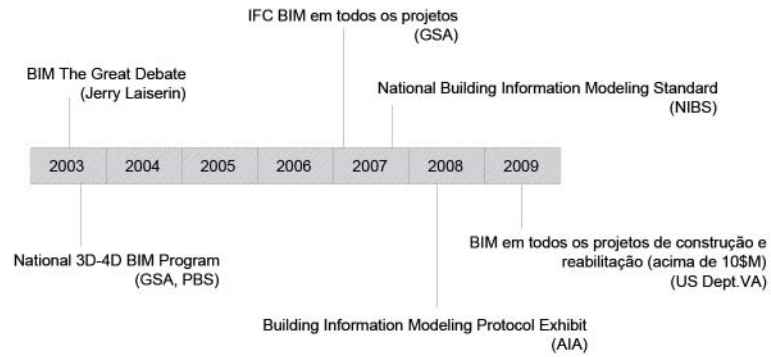 IFC BIM em todos os projetos
(GSA)
BIM The Great Debate
(Jerry Laiserin)
National Building Information Modeling Standard
(NIBS)
2003 2004 2005 2006 2007 2008 2009
National 3D-4D BIM Program
(GSA, PBS)
BIM em todos os projetos de construção e
reabilitação (acima de 10$M)
(US Dept.VA)
Building Information Modeling Protocol Exhibit
(AIA)